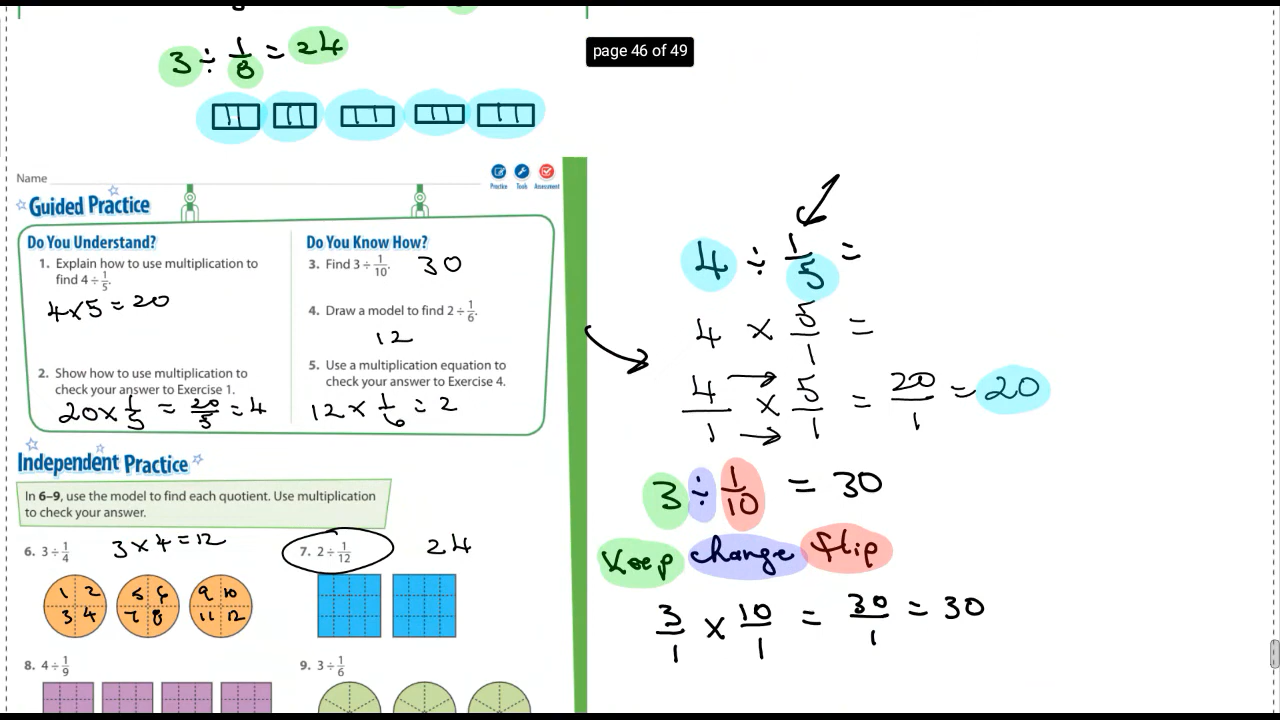 3 ÷ 1/8 = 24
page 46 of 49
Name
Practice Tools Assessment
Guided Practice
Do You Understand?
1. Explain how to use multiplication to
find 4 ÷ 1/5.
4 x 5 = 20
2. Show how to use multiplication to
check your answer to Exercise 1.
20 x 1/5 = 20/5 = 4
Do You Know How?
3. Find 3 ÷ 1/10. 30
4. Draw a model to find 2 ÷ 1/6.
12
5. Use a multiplication equation to
check your answer to Exercise 4.
12 x 1/6 = 2
Independent Practice
In 6–9, use the model to find each quotient. Use multiplication
to check your answer.
6. 3 ÷ 1/4 3 x 4 = 12
1 2 3 4
5 6 7 8
9 10 11 12
7. 2 ÷ 1/12 24
8. 4 ÷ 1/9
9. 3 ÷ 1/6
4 ÷ 1/5 =
4 x 5/1 =
4/1 x 5/1 = 20/1 = 20
3 ÷ 1/10 = 30
Keep change flip
3/1 x 10/1 = 30/1 = 30